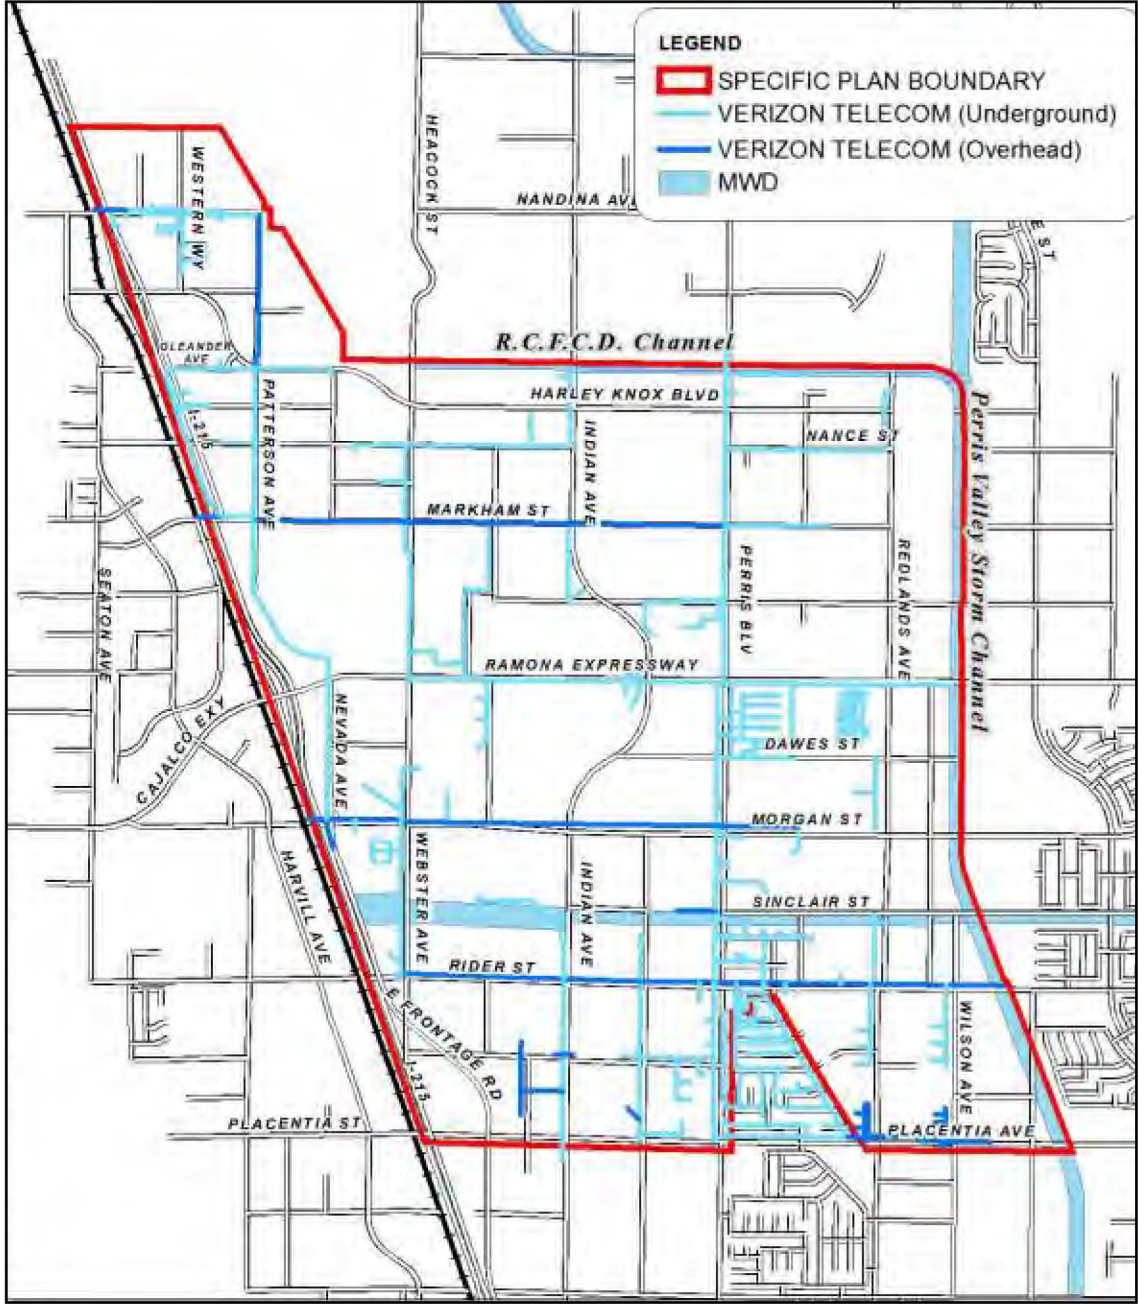 LEGEND
SPECIFIC PLAN BOUNDARY
VERIZON TELECOM (Underground)
VERIZON TELECOM (Overhead)
MWD
HEACOCK ST
WESTERN WY
NANDINA AVE
E ST
R.C.F.C.D. Channel
OLEANDER
AVE
HARLEY KNOX BLVD
PATTERSON AVE
I-215
INDIAN AVE
NANCE ST
Perris Valley Storm Channel
MARKHAM ST
REDLANDS AVE
PERRIS BLV
SEATON AVE
RAMONA EXPRESSWAY
NEVADA AVE
CAJALCO EXY
DAWES ST
MORGAN ST
WEBSTER AVE
HARVILL AVE
INDIAN AVE
SINCLAIR ST
RIDER ST
E FRONTAGE RD
WILSON AVE
I-215
PLACENTIA ST
PLACENTIA AVE